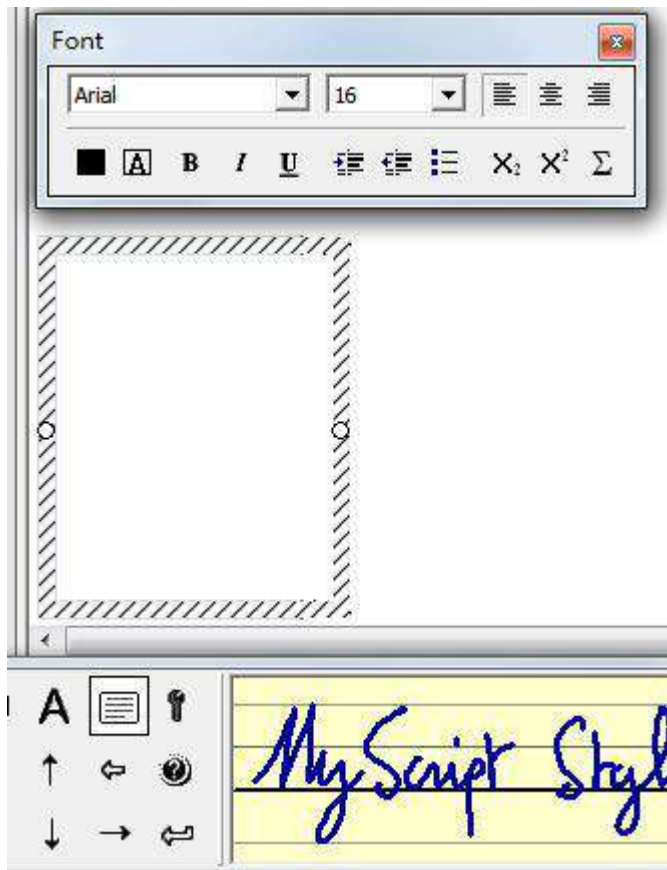 Font
Arial 16
A B I U X₂ X² Σ
A
MyScript Styl